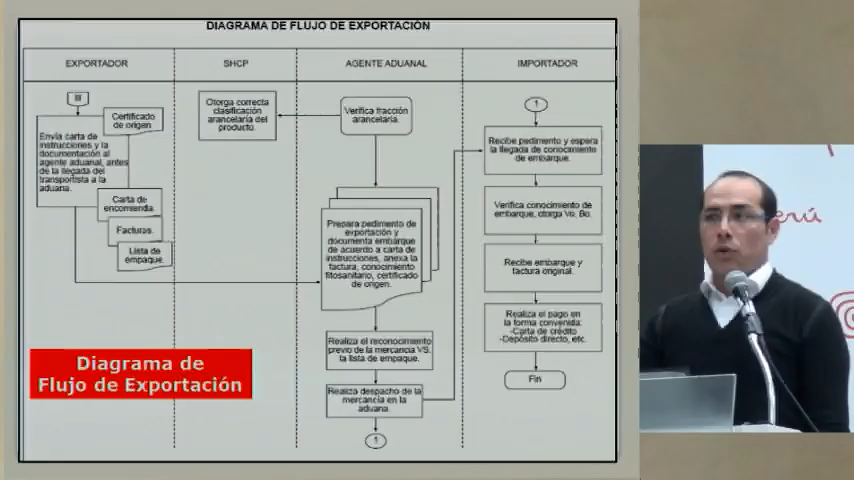 DIAGRAMA DE FLUJO DE EXPORTACIÓN
EXPORTADOR
SHCP
AGENTE ADUANAL
IMPORTADOR
III
Certificado
de origen
Envía carta de
instrucciones y la
documentación al
agente aduanal, antes
de la llegada del
transportista a la
aduana.
Carta de
encomienda.
Facturas.
Lista de
empaque.
Otorga correcta
clasificación
arancelaria del
producto.
Verifica fracción
arancelaria.
Prepara pedimento de
exportación y
documenta embarque
de acuerdo a carta de
instrucciones, anexa la
factura, conocimiento
fitosanitario, certificado
de origen.
Realiza el reconocimiento
previo de la mercancía VS.
la lista de empaque.
Realiza despacho de la
mercancía en la
aduana.
1
1
Recibe pedimento y espera
la llegada de conocimiento
de embarque.
Verifica conocimiento de
embarque, otorga Vo. Bo.
Recibe embarque y
factura original.
Realiza el pago en
la forma convenida:
-Carta de crédito
-Depósito directo, etc.
Fin
Diagrama de
Flujo de Exportación